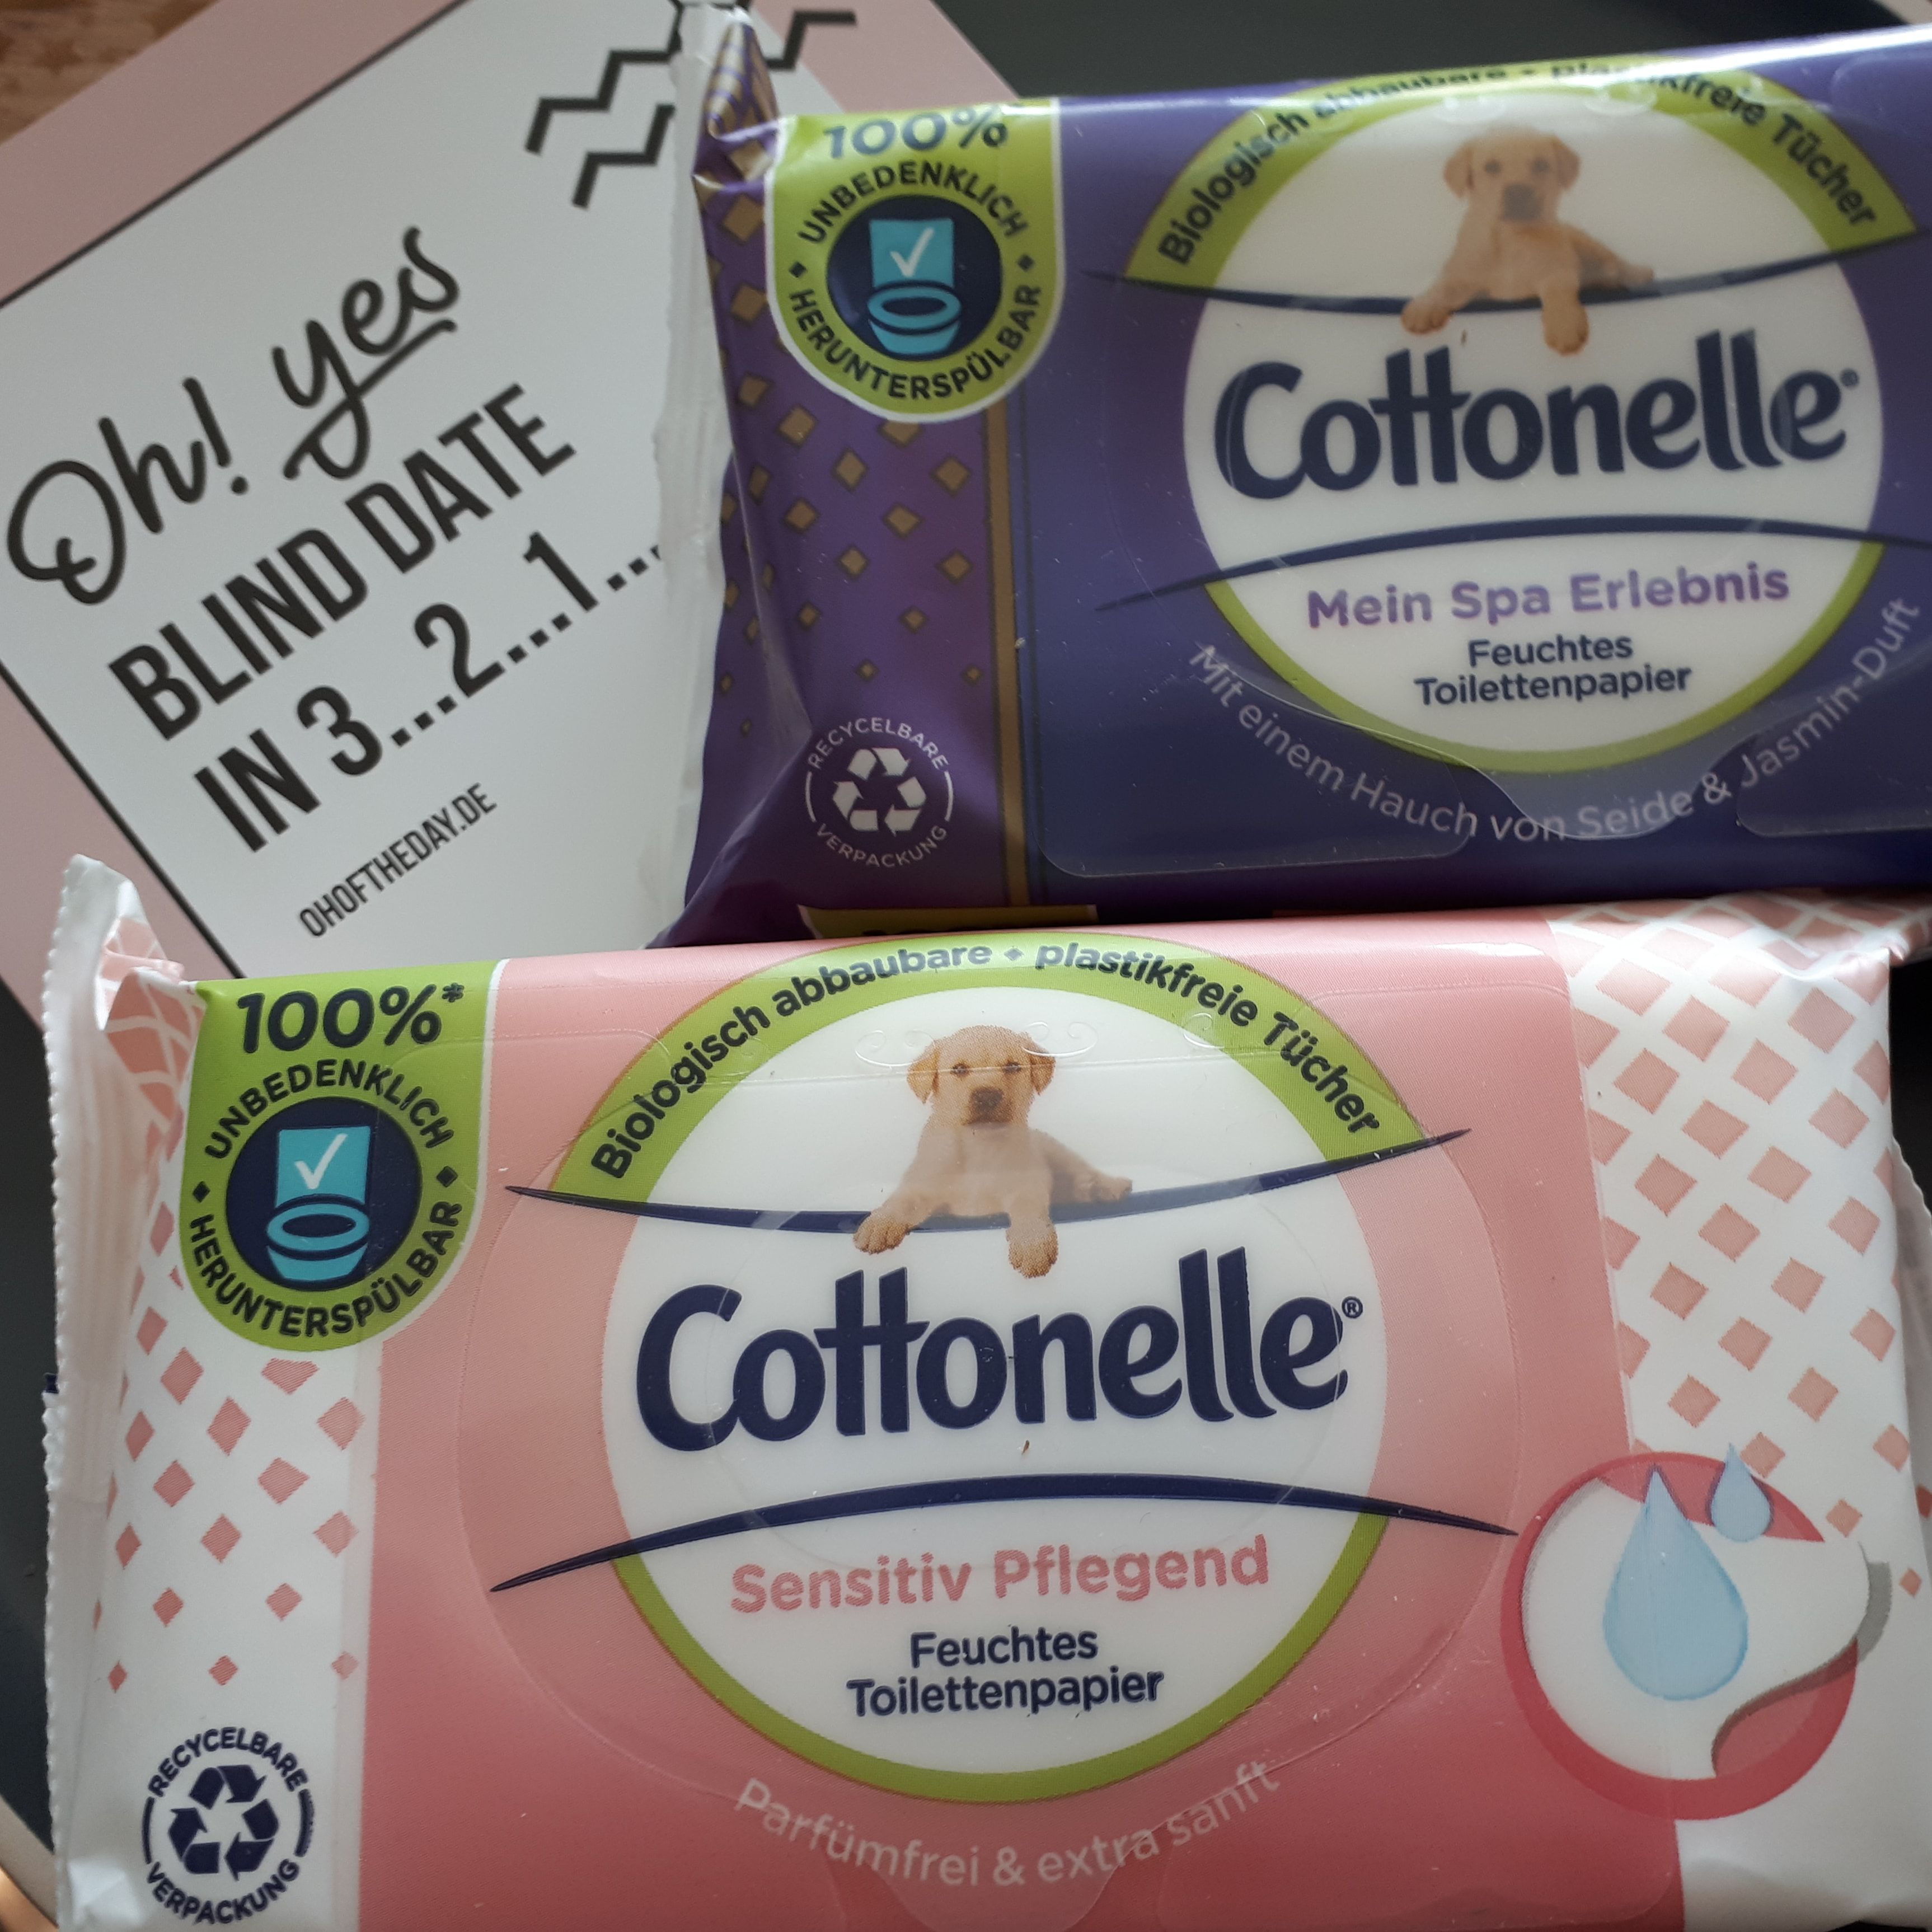 Oh! yes
BLIND DATE
IN 3...2...1...
OHOFTHEDAY.DE
100%*
UNBEDENKLICH
HERUNTERSPÜLBAR
Biologisch abbaubare • plastikfreie Tücher
Cottonelle®
Mein Spa Erlebnis
Feuchtes
Toilettenpapier
Mit einem Hauch von Seide & Jasmin-Duft
RECYCELBARE
VERPACKUNG
100%*
UNBEDENKLICH
HERUNTERSPÜLBAR
Biologisch abbaubare • plastikfreie Tücher
Cottonelle®
Sensitiv Pflegend
Feuchtes
Toilettenpapier
Parfümfrei & extra sanft
RECYCELBARE
VERPACKUNG